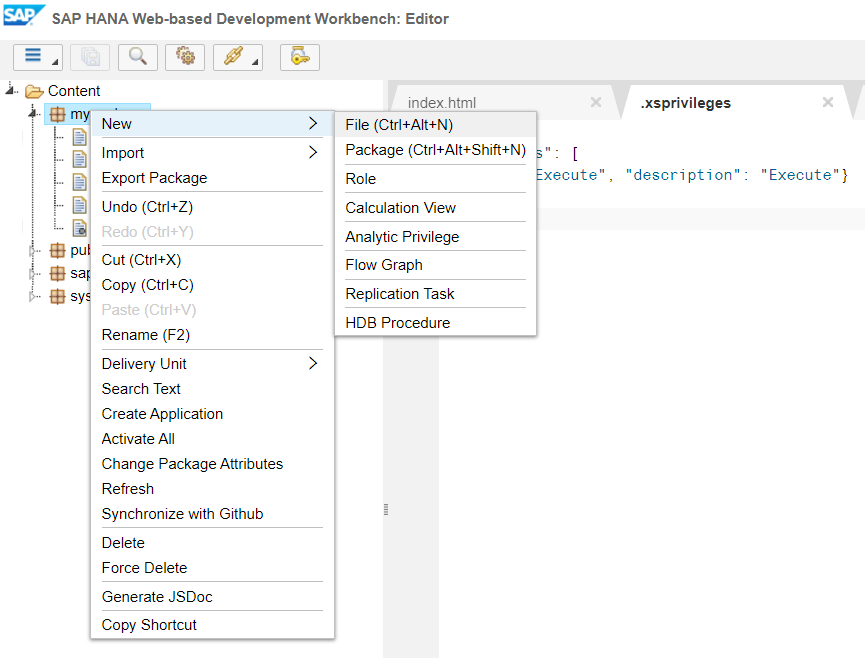 SAP SAP HANA Web-based Development Workbench: Editor
Content
my
pub
sap
sys
New
Import
Export Package
Undo (Ctrl+Z)
Redo (Ctrl+Y)
Cut (Ctrl+X)
Copy (Ctrl+C)
Paste (Ctrl+V)
Rename (F2)
Delivery Unit
Search Text
Create Application
Activate All
Change Package Attributes
Refresh
Synchronize with Github
Delete
Force Delete
Generate JSDoc
Copy Shortcut
File (Ctrl+Alt+N)
Package (Ctrl+Alt+Shift+N)
Role
Calculation View
Analytic Privilege
Flow Graph
Replication Task
HDB Procedure
index.html
.xsprivileges
s": [
Execute", "description": "Execute"}